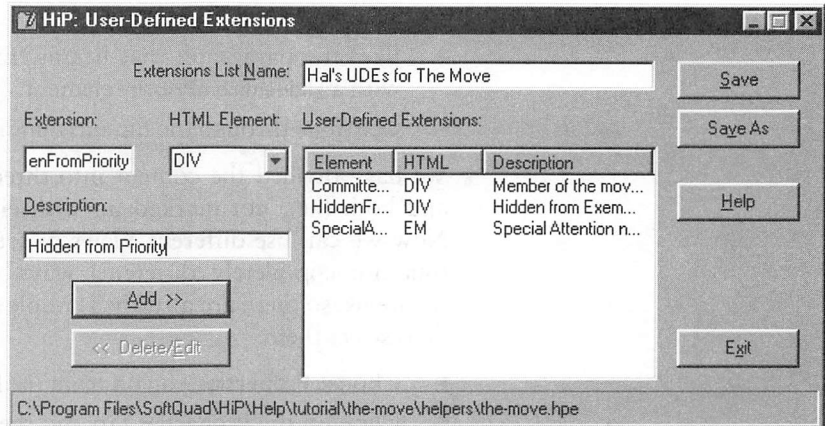 HiP: User-Defined Extensions
Extensions List Name: Hal's UDEs for The Move
Save
Extension: HTML Element: User-Defined Extensions:
Save As
enFromPriority DIV
Element HTML Description
Committe... DIV Member of the mov...
HiddenFr... DIV Hidden from Exem...
SpecialA... EM Special Attention n...
Help
Description:
Hidden from Priority
Add >>
<< Delete/Edit
Exit
C:\Program Files\SoftQuad\HiP\Help\tutorial\the-move\helpers\the-move.hpe